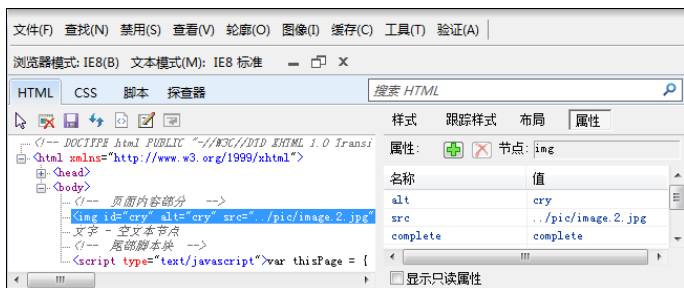 文件(F) 查找(N) 禁用(S) 查看(V) 轮廓(O) 图像(I) 缓存(C) 工具(T) 验证(A)
浏览器模式: IE8(B) 文本模式(M): IE8 标准
HTML CSS 脚本 探查器 搜索 HTML
样式 跟踪样式 布局 属性
<!-- DOCTYPE html PUBLIC "-//W3C//DTD XHTML 1.0 Transi
<html xmlns="http://www.w3.org/1999/xhtml">
<head>
<body>
<!-- 页面内容部分 -->
<img id="cry" alt="cry" src="../pic/image.2.jpg"
文字 - 空文本节点
<!-- 尾部脚本块 -->
<script type="text/javascript">var thisPage = {
属性: 节点: img
名称 值
alt cry
src ../pic/image.2.jpg
complete complete
显示只读属性